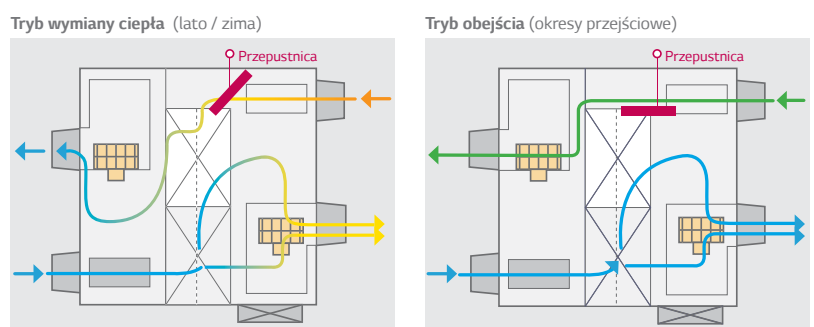 Tryb wymiany ciepła (lato / zima)
Przepustnica
Tryb obejścia (okresy przejściowe)
Przepustnica